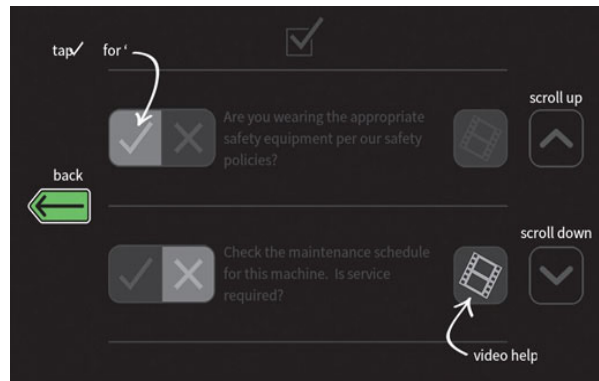 tap✓ for ‘
Are you wearing the appropriate
safety equipment per our safety
policies?
scroll up
back
Check the maintenance schedule
for this machine. Is service
required?
scroll down
video help